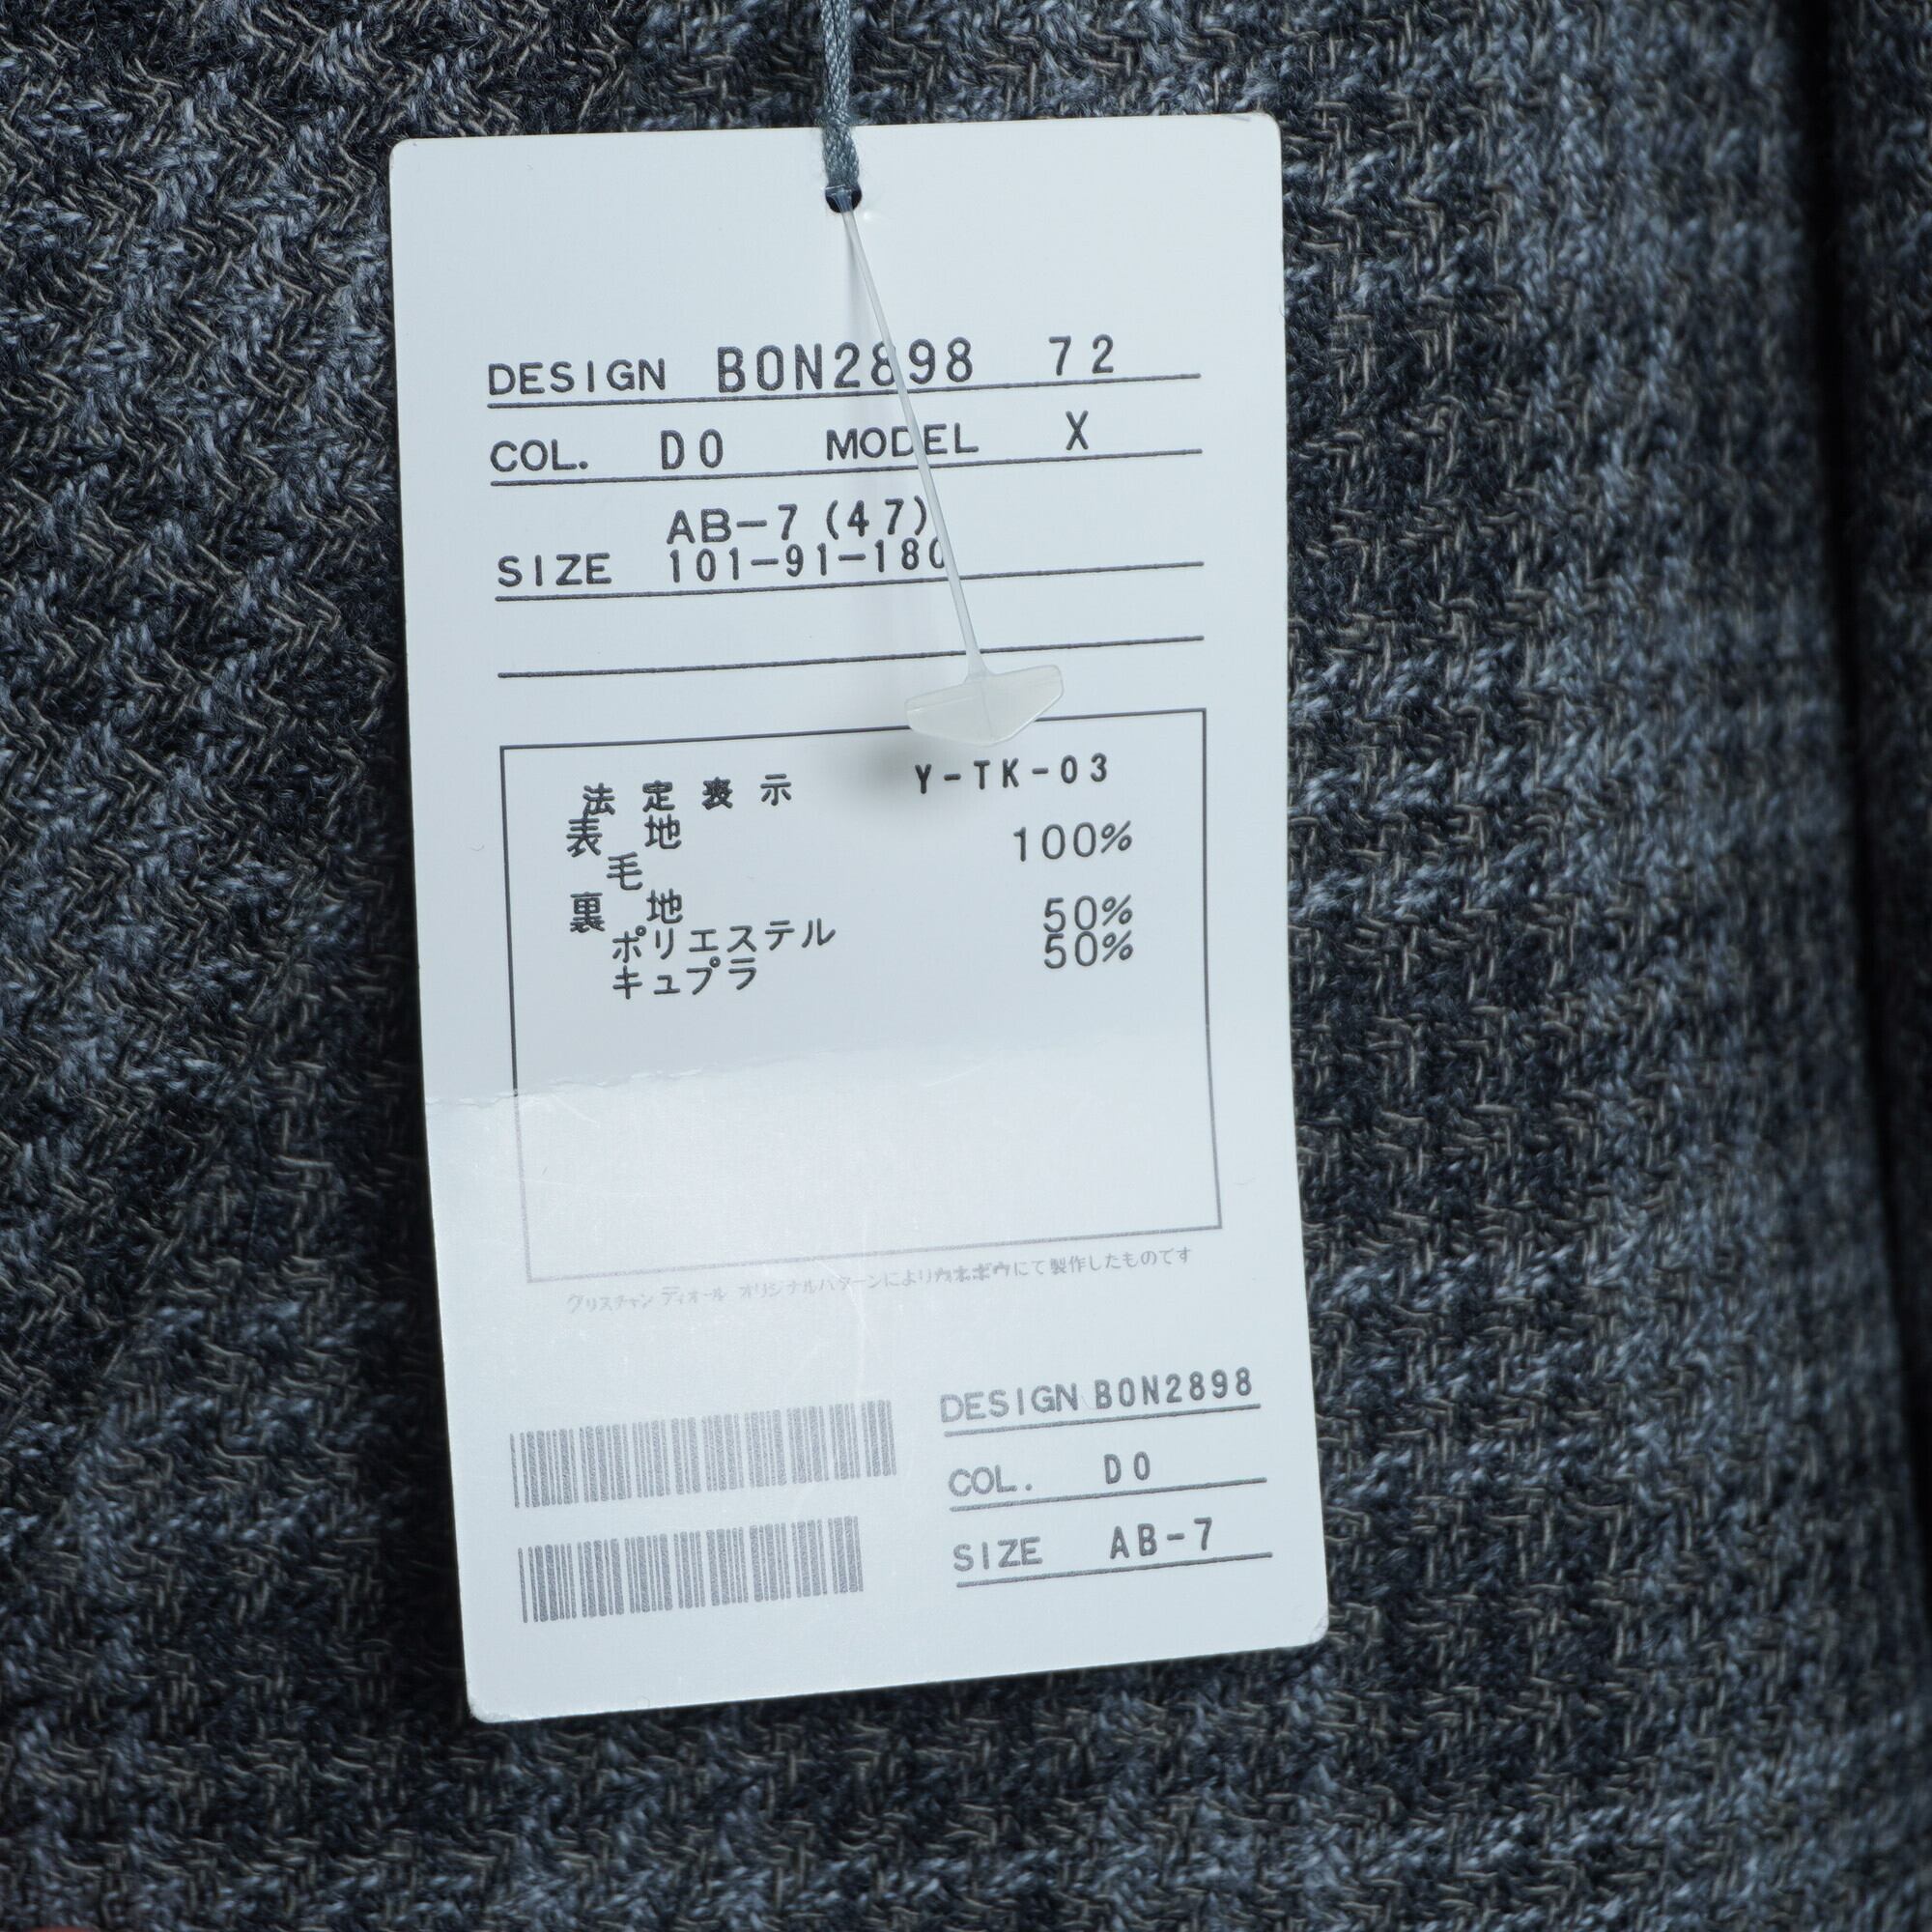 DESIGN BON2898 72
COL. D0 MODEL X
AB-7(47)
SIZE 101-91-180
法定表示 Y-TK-03
表地 100%
毛
裏地 50%
ポリエステル 50%
キュプラ
クリスチャン ディオール オリジナルパターンによりカネボウにて製作したものです
DESIGN BON2898
COL. D0
SIZE AB-7